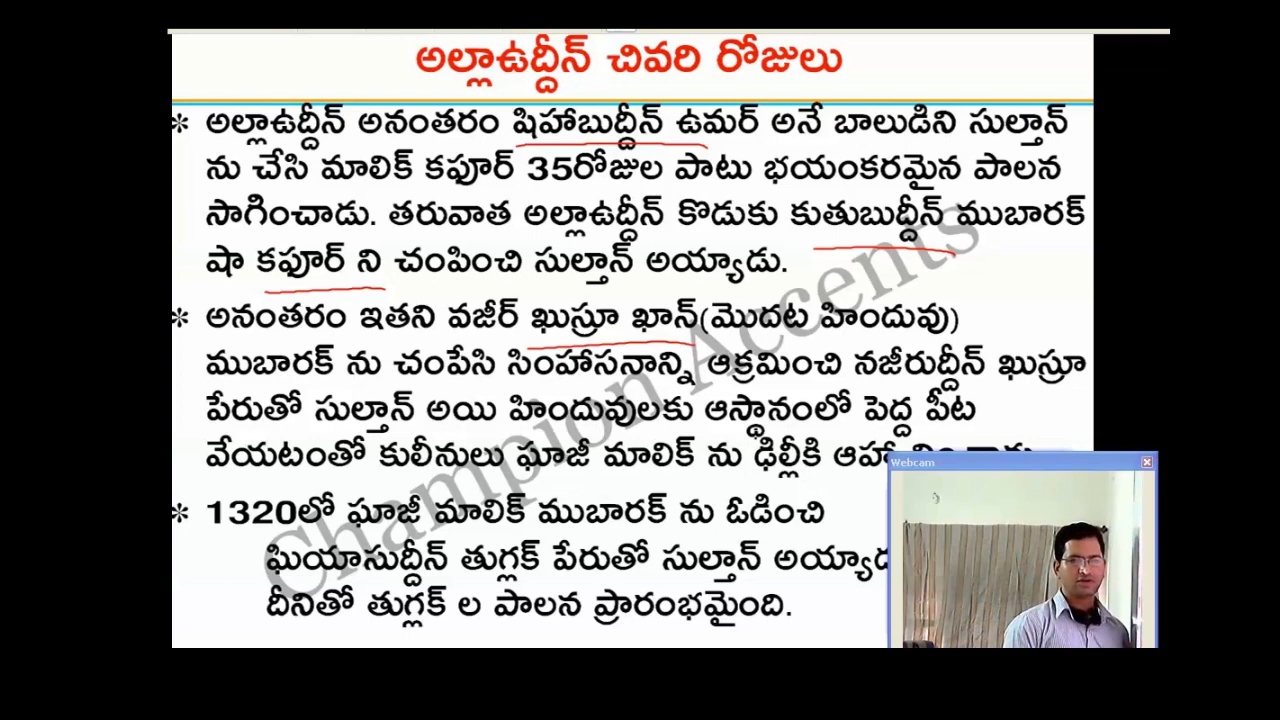 అల్లాఉద్దీన్ చివరి రోజులు
* అల్లాఉద్దీన్ అనంతరం షిహాబుద్దీన్ ఉమర్ అనే బాలుడిని సుల్తాన్
ను చేసి మాలిక్ కపూర్ 35రోజుల పాటు భయంకరమైన పాలన
సాగించాడు. తరువాత అల్లాఉద్దీన్ కొడుకు కుతుబుద్దీన్ ముబారక్
షా కపూర్ ని చంపించి సుల్తాన్ అయ్యాడు.
* అనంతరం ఇతని వజీర్ ఖుస్రూ ఖాన్(మొదట హిందువు)
ముబారక్ ను చంపేసి సింహాసనాన్ని ఆక్రమించి నజీరుద్దీన్ ఖుస్రూ
పేరుతో సుల్తాన్ అయి హిందువులకు ఆస్థానంలో పెద్ద పీట
వేయటంతో కులీనులు ఘాజీ మాలిక్ ను ఢిల్లీకి
* 1320లో ఘాజీ మాలిక్ ముబారక్ ను ఓడించి
ఘియాసుద్దీన్ తుగ్లక్ పేరుతో సుల్తాన్
దీనితో తుగ్లక్ ల పాలన ప్రారంభమైంది.
Champion Accents
Webcam